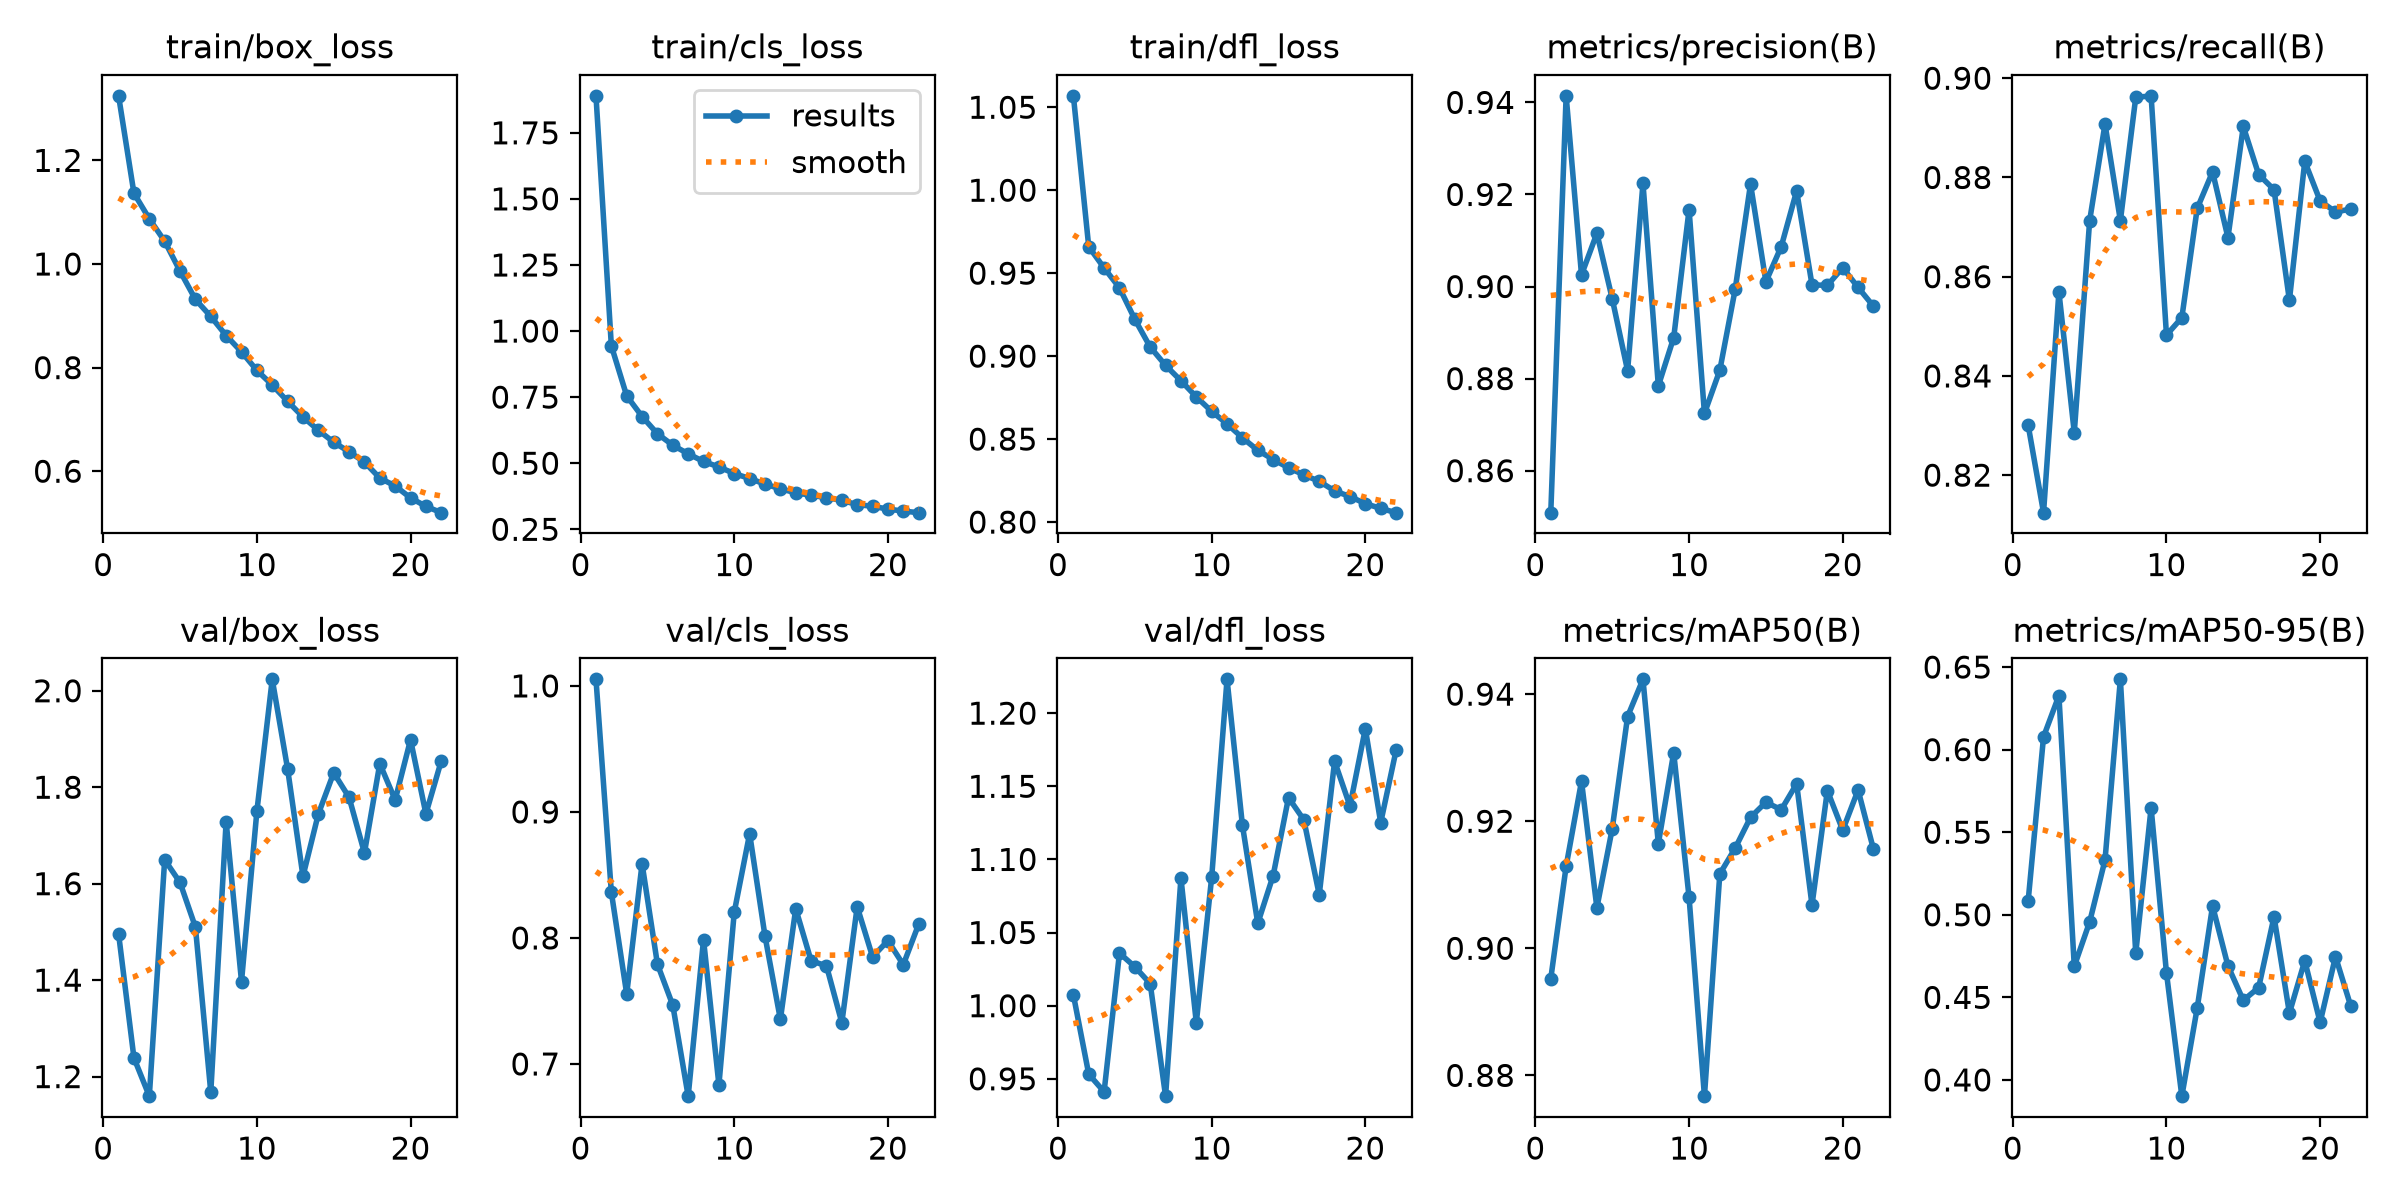 train/box_loss
train/cls_loss
train/dfl_loss
metrics/precision(B)
metrics/recall(B)
1.2
1.0
0.8
0.6
0 10 20
1.75
1.50
1.25
1.00
0.75
0.50
0.25
0 10 20
results
smooth
1.05
1.00
0.95
0.90
0.85
0.80
0 10 20
0.94
0.92
0.90
0.88
0.86
0 10 20
0.90
0.88
0.86
0.84
0.82
0 10 20
val/box_loss
val/cls_loss
val/dfl_loss
metrics/mAP50(B)
metrics/mAP50-95(B)
2.0
1.8
1.6
1.4
1.2
0 10 20
1.0
0.9
0.8
0.7
0 10 20
1.20
1.15
1.10
1.05
1.00
0.95
0 10 20
0.94
0.92
0.90
0.88
0 10 20
0.65
0.60
0.55
0.50
0.45
0.40
0 10 20